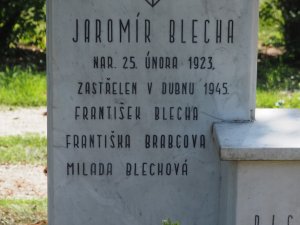 JAROMÍR BLECHA
NAR. 25. ÚNORA 1923.
ZASTŘELEN V DUBNU 1945.
FRANTIŠEK BLECHA
FRANTIŠKA BRABCOVA
MILADA BLECHOVÁ